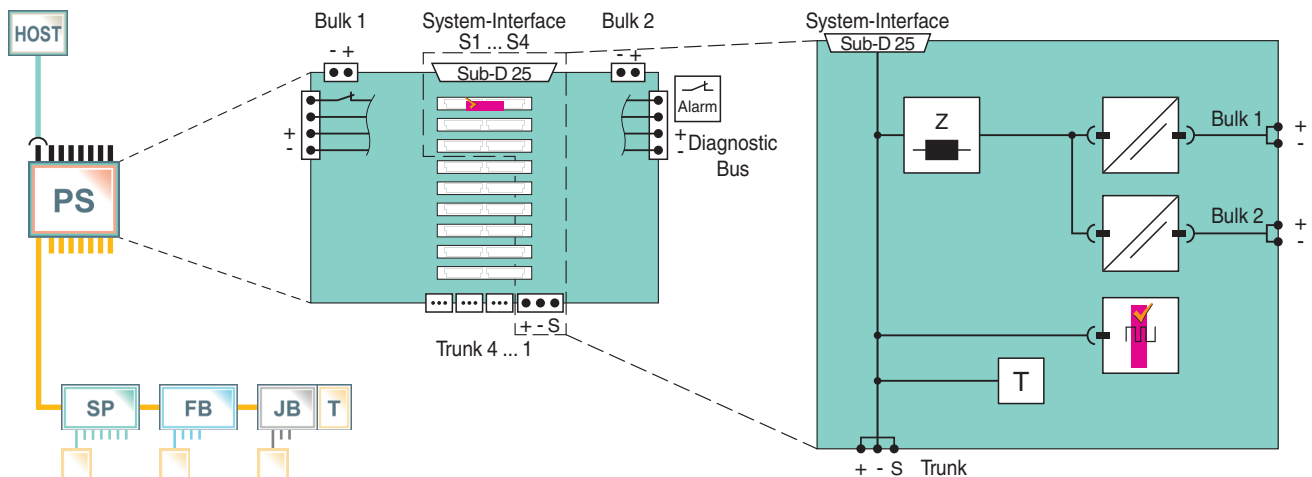 HOST
PS
SP
FB
JB
T
Bulk 1
- +
System-Interface
S1 ... S4
Sub-D 25
Bulk 2
- +
Alarm
+
-
+
-
Diagnostic
Bus
+ - S
Trunk 4 ... 1
System-Interface
Sub-D 25
Z
Bulk 1
+
-
Bulk 2
+
-
T
+ - S Trunk